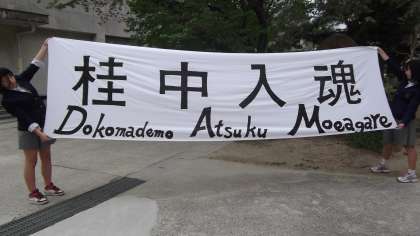 桂中入魂
Dokomademo Atsuku Moeagare